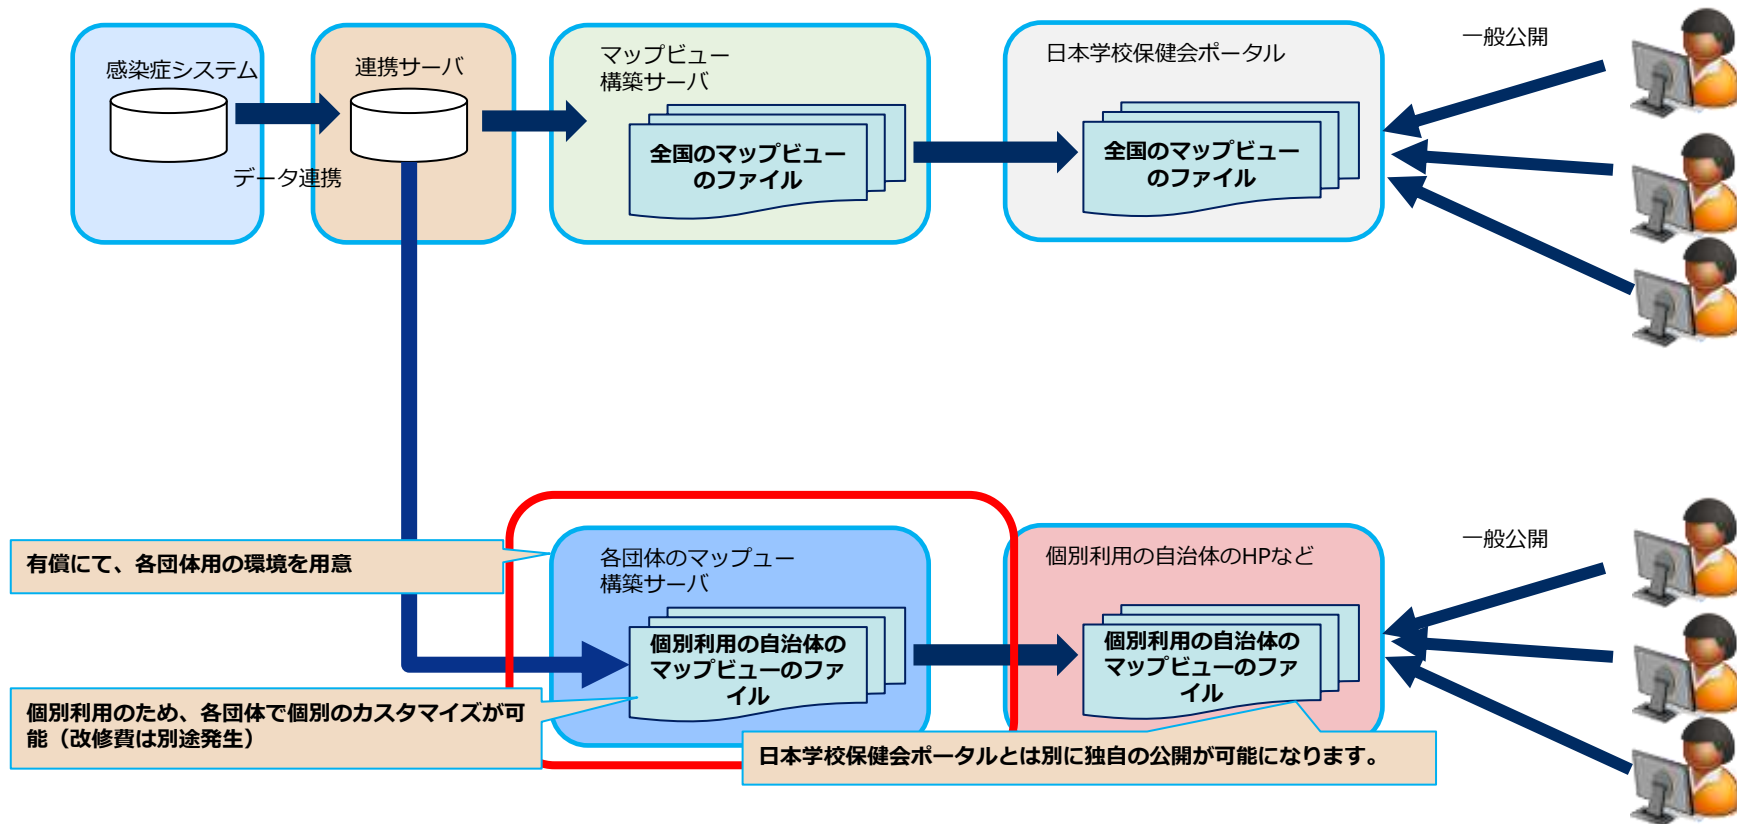 感染症システム
連携サーバ
データ連携
マップビュー
構築サーバ
全国のマップビュー
のファイル
日本学校保健会ポータル
全国のマップビュー
のファイル
一般公開
有償にて、各団体用の環境を用意
各団体のマップュー
構築サーバ
個別利用の自治体の
マップビューのファ
イル
個別利用の自治体のHPなど
個別利用の自治体の
マップビューのファ
イル
一般公開
個別利用のため、各団体で個別のカスタマイズが可
能（改修費は別途発生）
日本学校保健会ポータルとは別に独自の公開が可能になります。